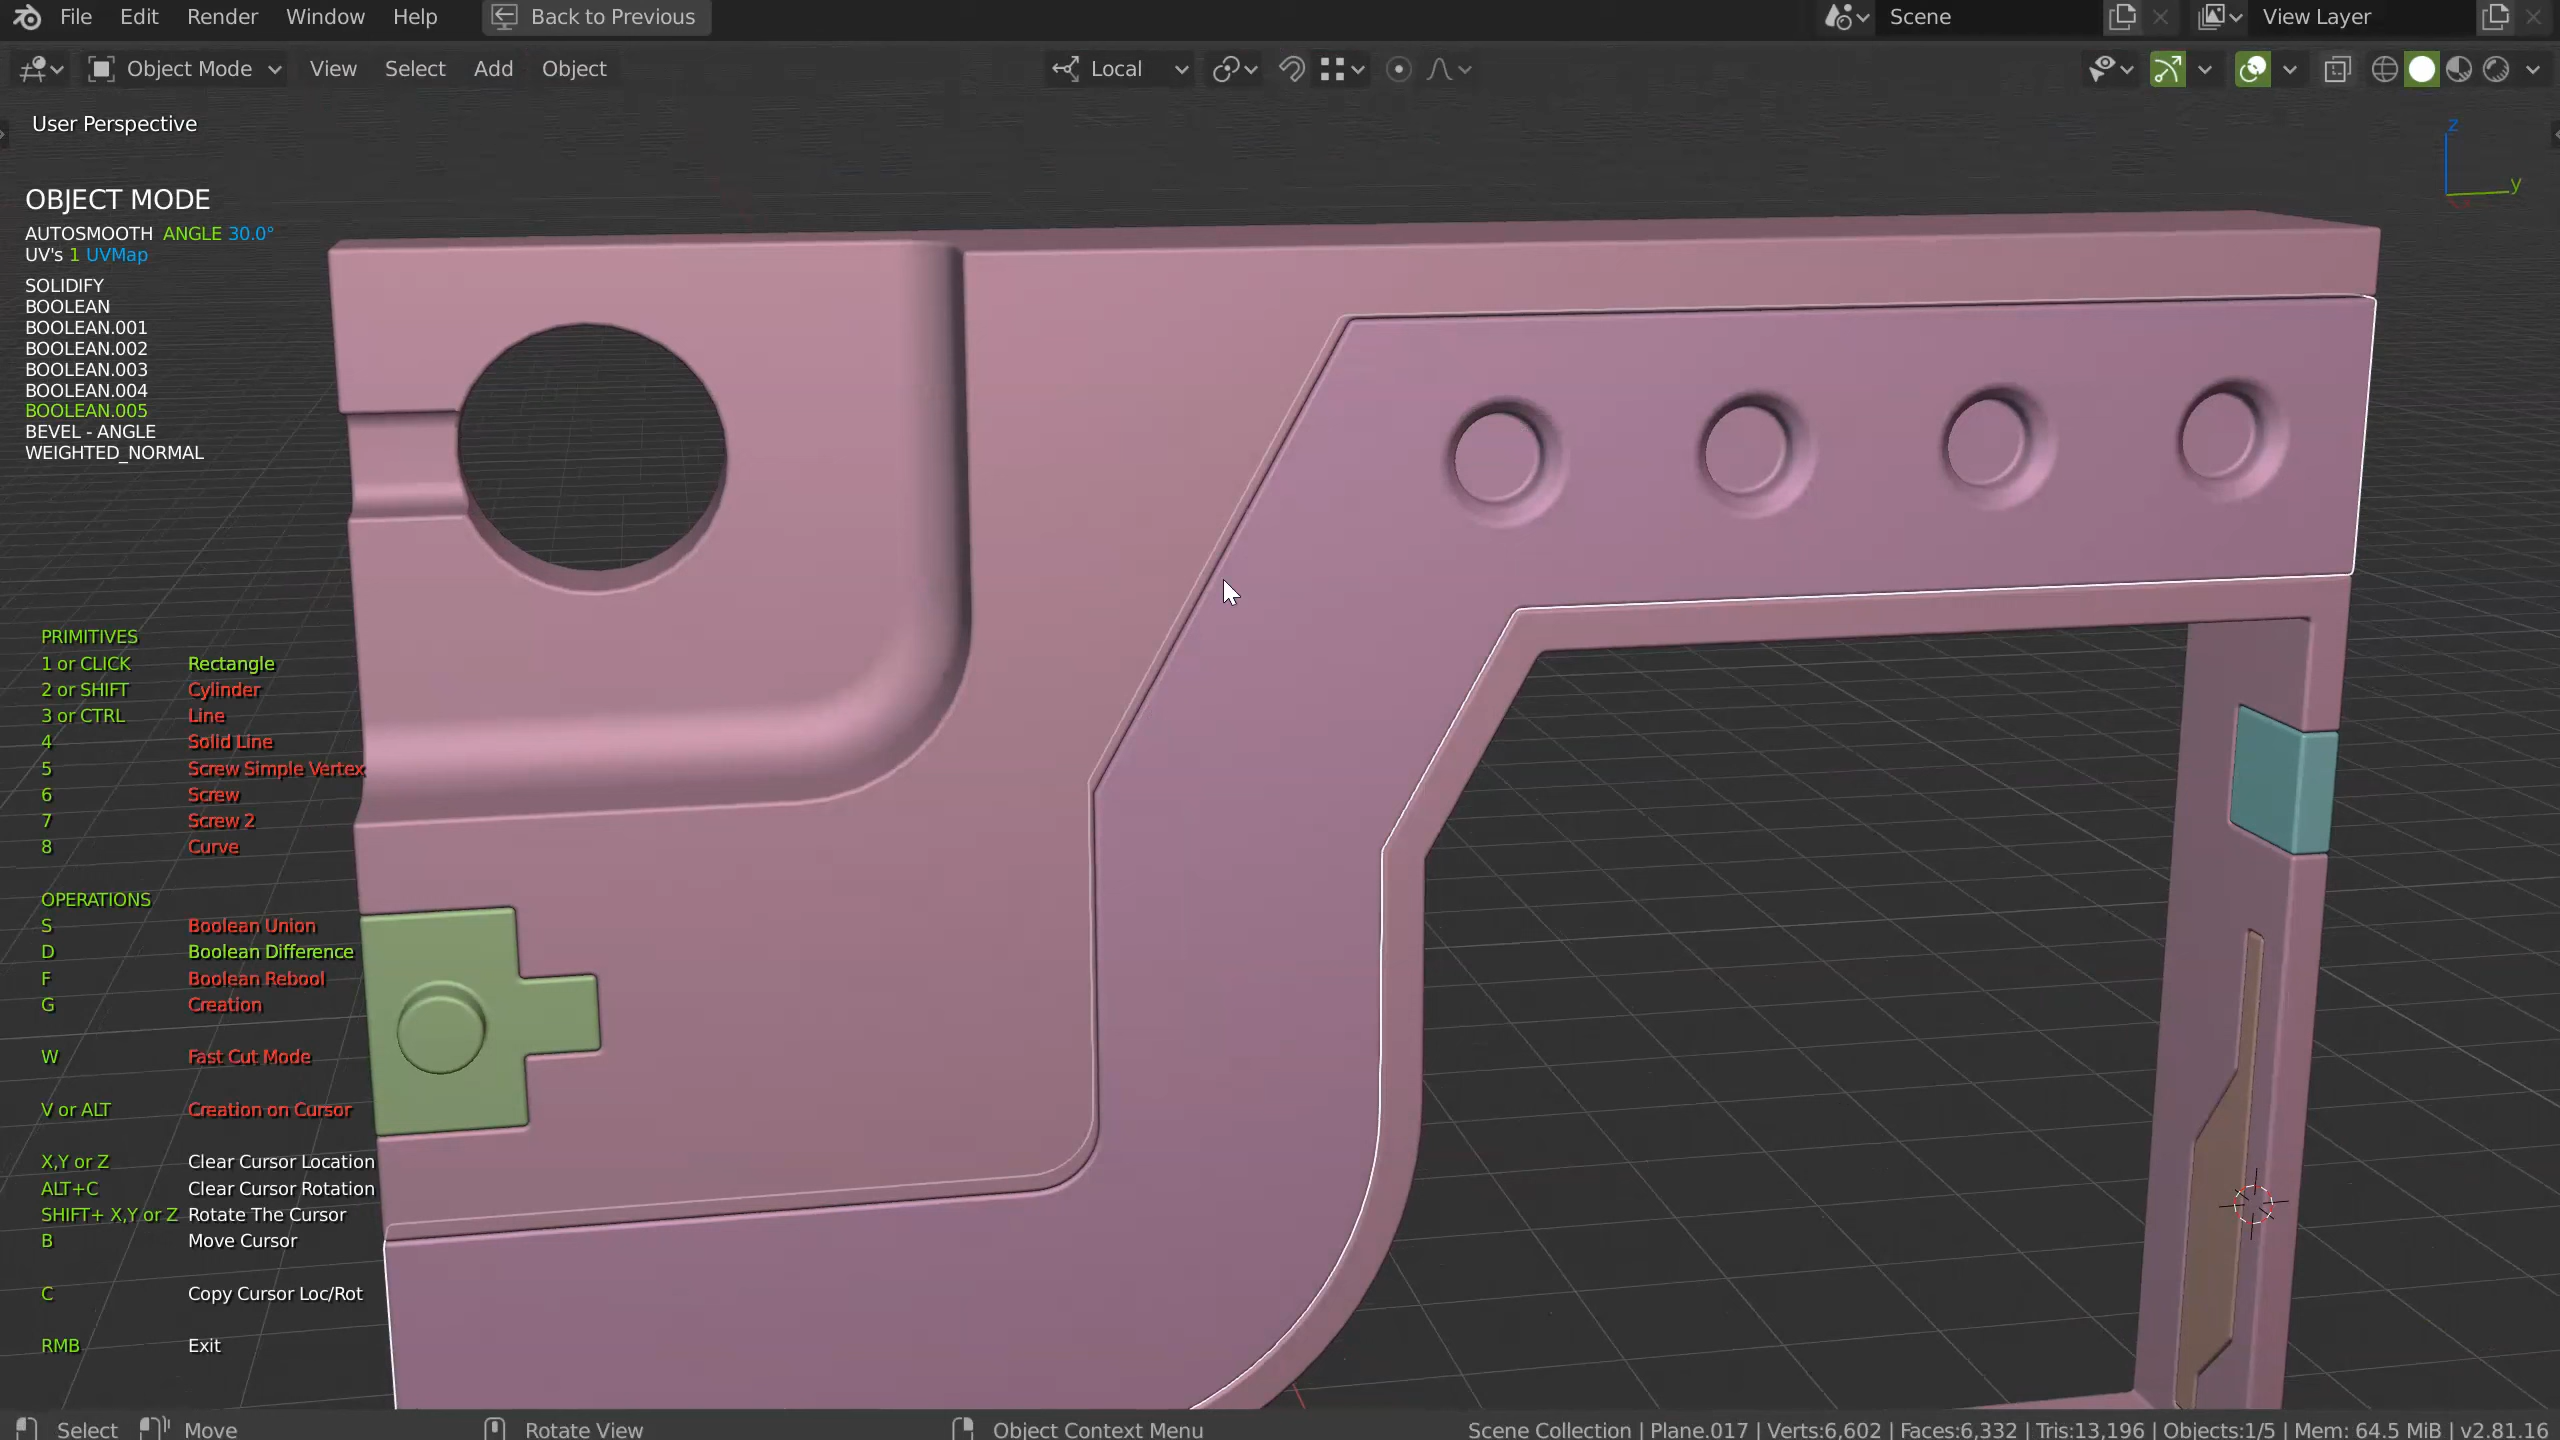 File Edit Render Window Help Back to Previous Scene View Layer
Object Mode View Select Add Object Local
User Perspective
z
y
OBJECT MODE
AUTOSMOOTH ANGLE 30.0°
UV's 1 UVMap
SOLIDIFY
BOOLEAN
BOOLEAN.001
BOOLEAN.002
BOOLEAN.003
BOOLEAN.004
BOOLEAN.005
BEVEL - ANGLE
WEIGHTED_NORMAL
PRIMITIVES
1 or CLICK Rectangle
2 or SHIFT Cylinder
3 or CTRL Line
4 Solid Line
5 Screw Simple Vertex
6 Screw
7 Screw 2
8 Curve
OPERATIONS
S Boolean Union
D Boolean Difference
F Boolean Rebool
G Creation
W Fast Cut Mode
V or ALT Creation on Cursor
X,Y or Z Clear Cursor Location
ALT+C Clear Cursor Rotation
SHIFT+ X,Y or Z Rotate The Cursor
B Move Cursor
C Copy Cursor Loc/Rot
RMB Exit
Select Move Rotate View Object Context Menu Scene Collection | Plane.017 | Verts:6,602 | Faces:6,332 | Tris:13,196 | Objects:1/5 | Mem: 64.5 MiB | v2.81.16